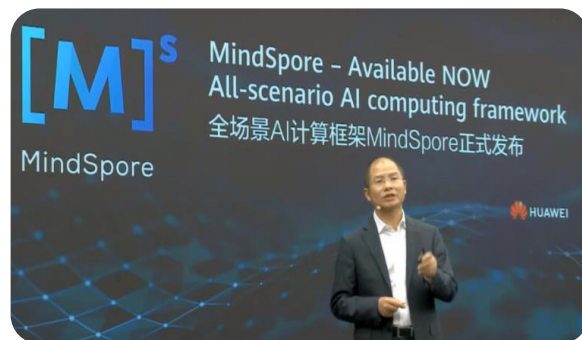 [M]s
MindSpore
MindSpore – Available NOW
All-scenario AI computing framework
全场景AI计算框架MindSpore正式发布
HUAWEI